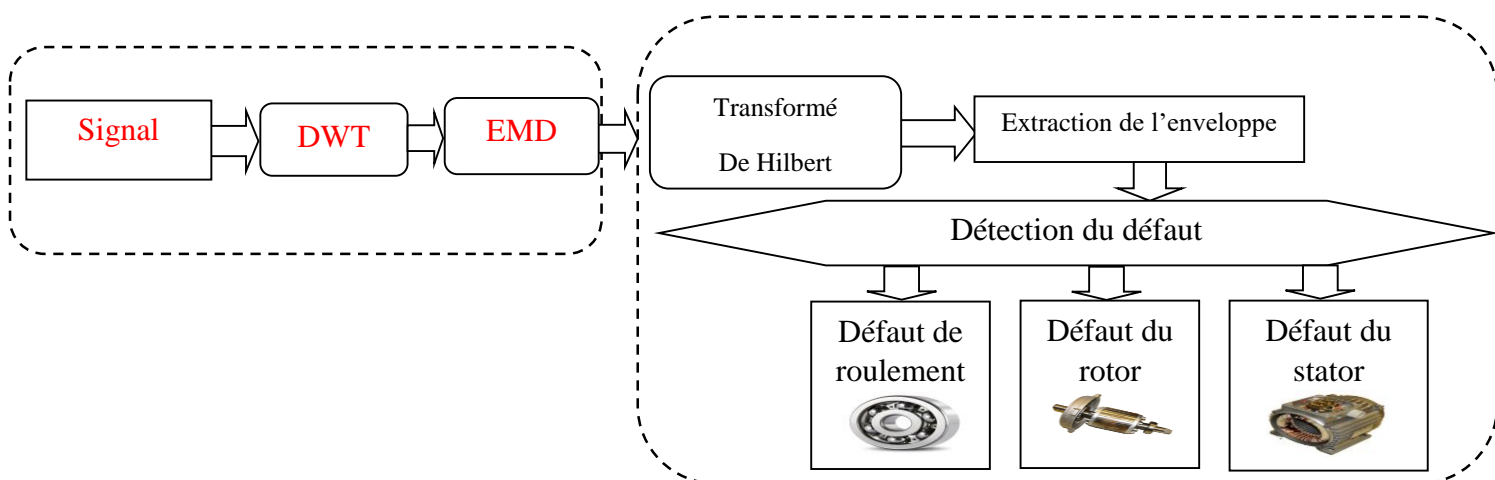 Signal
DWT
EMD
Transformé
De Hilbert
Extraction de l’enveloppe
Détection du défaut
Défaut de
roulement
Défaut du
rotor
Défaut du
stator